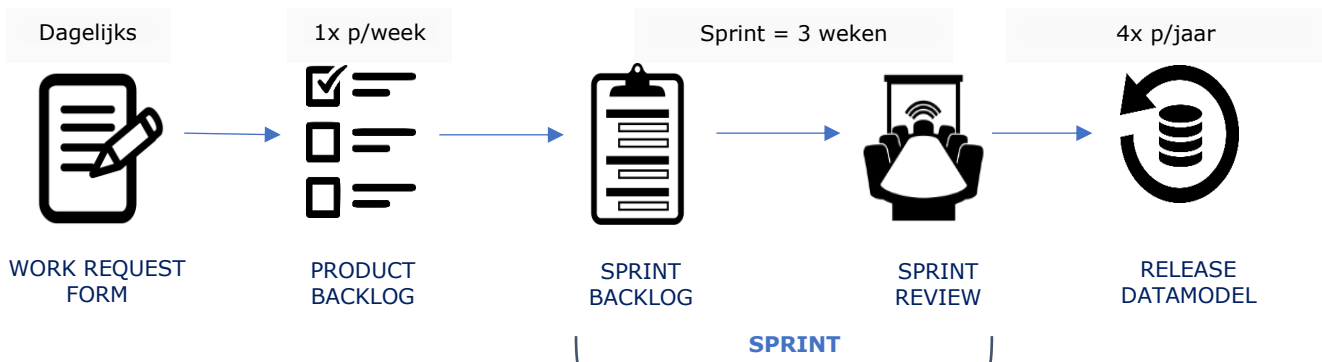 Dagelijks
1x p/week
Sprint = 3 weken
4x p/jaar
WORK REQUEST
FORM
PRODUCT
BACKLOG
SPRINT
BACKLOG
SPRINT
REVIEW
RELEASE
DATAMODEL
SPRINT